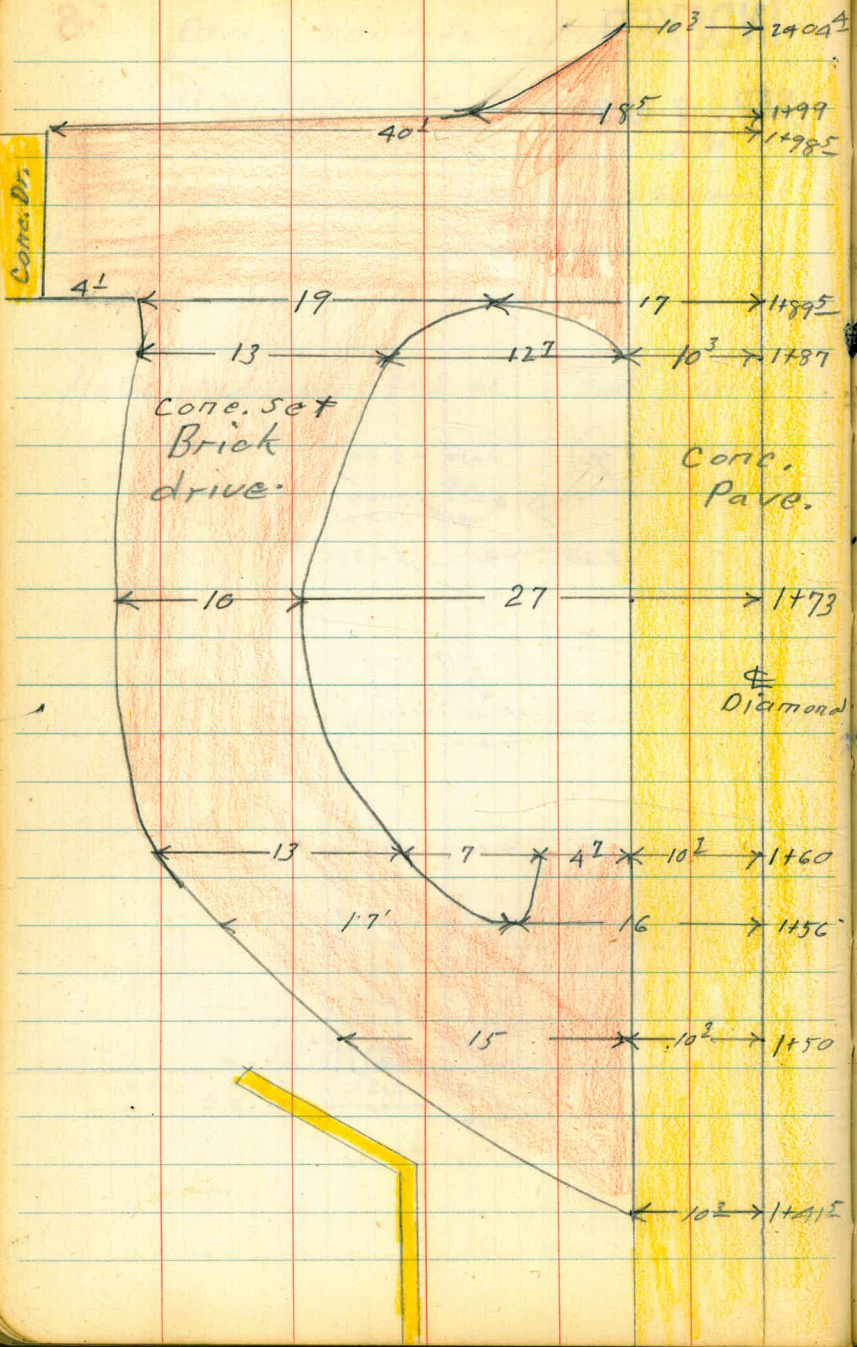 10³ 2+04⁴
18⁵ 1+99
40¹ 1+98⁵
Conc. Dr.
4¹ 19 17 1+89⁵
13 12⁷ 10³ 1+87
Conc. set
Brick
drive.
Conc.
Pave.
10 27 1+73
℄
Diamond
13 7 4⁷ 10³ 1+60
17' 16 1+56
15 10³ 1+50
10³ 1+41⁵